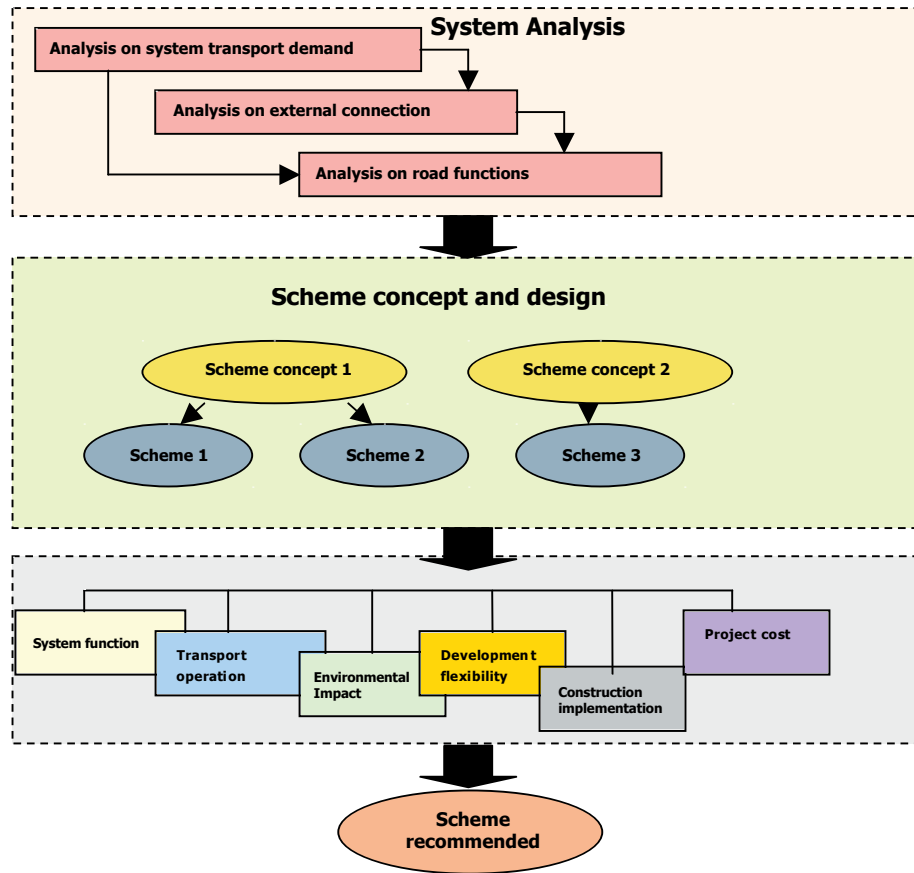 System Analysis
Analysis on system transport demand
Analysis on external connection
Analysis on road functions
Scheme concept and design
Scheme concept 1
Scheme concept 2
Scheme 1
Scheme 2
Scheme 3
System function
Transport
operation
Environmental
Impact
Development
flexibility
Construction
implementation
Project cost
Scheme
recommended